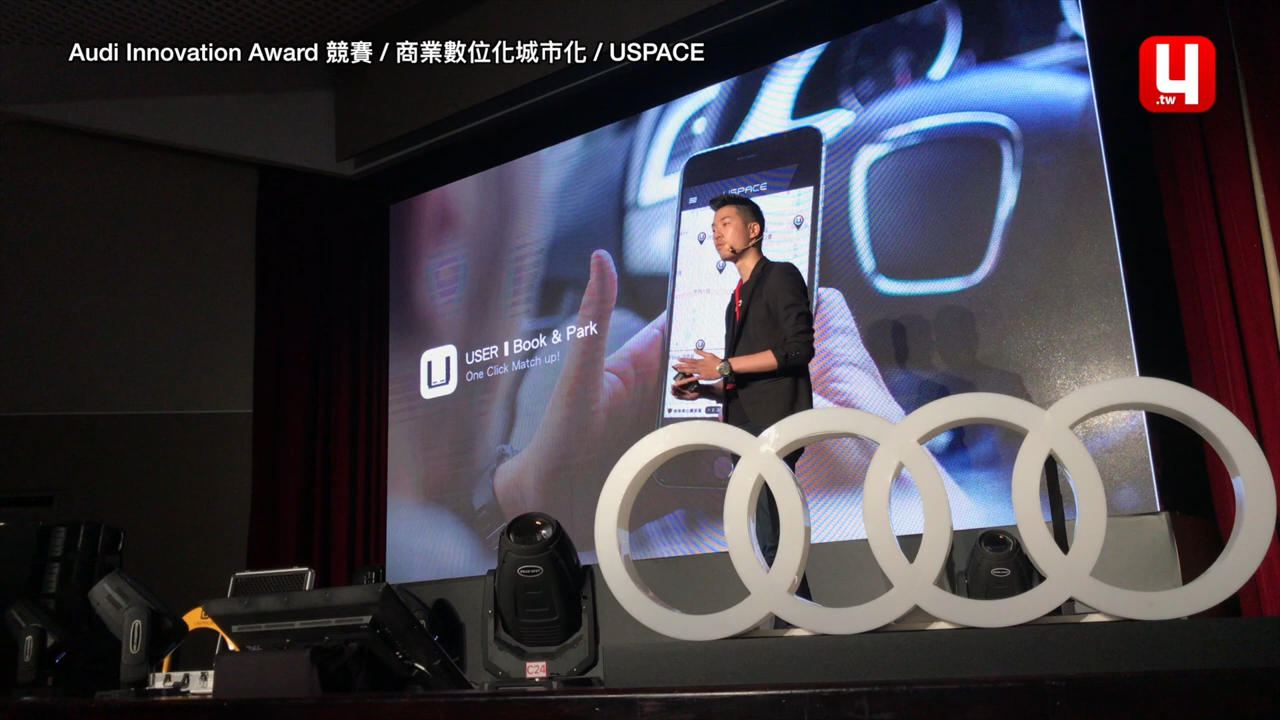 Audi Innovation Award 競賽 / 商業數位化城市化 / USPACE
.tw
USPACE
USER Book & Park
One Click Match up!
C24